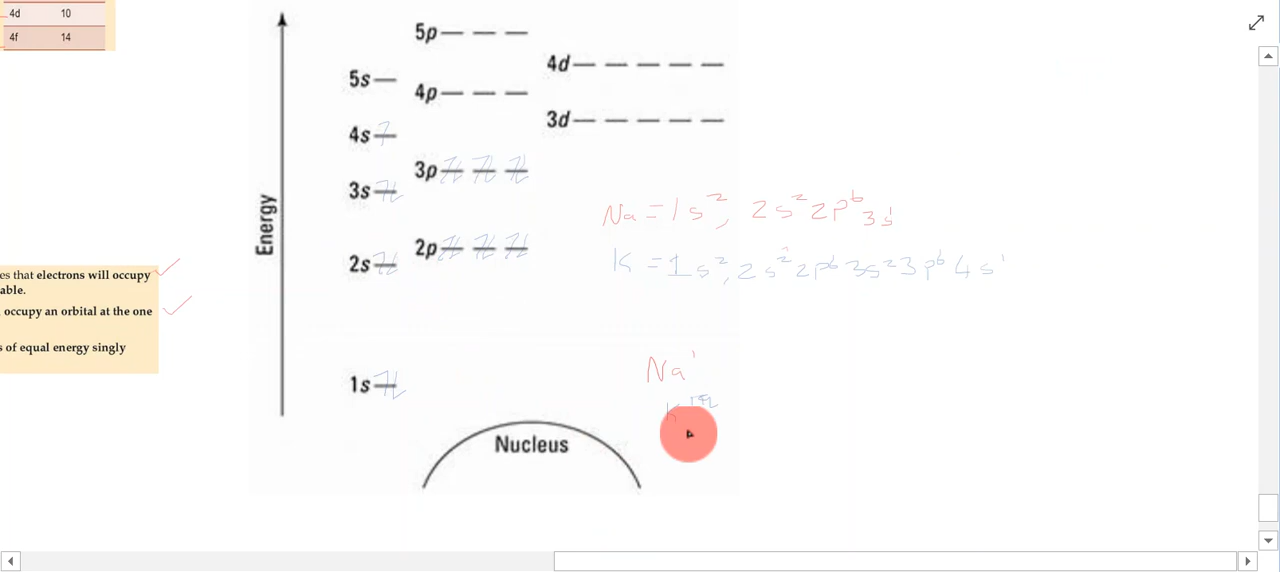 4d 10
4f 14
5p
4d
5s
4p
3d
4s
3p
3s
Energy
Na = 1s², 2s² 2p⁶ 3s¹
K = 1s², 2s² 2p⁶ 3s² 3p⁶ 4s¹
2p
2s
es that electrons will occupy
able.
occupy an orbital at the one
s of equal energy singly
Na
1s
K
Nucleus